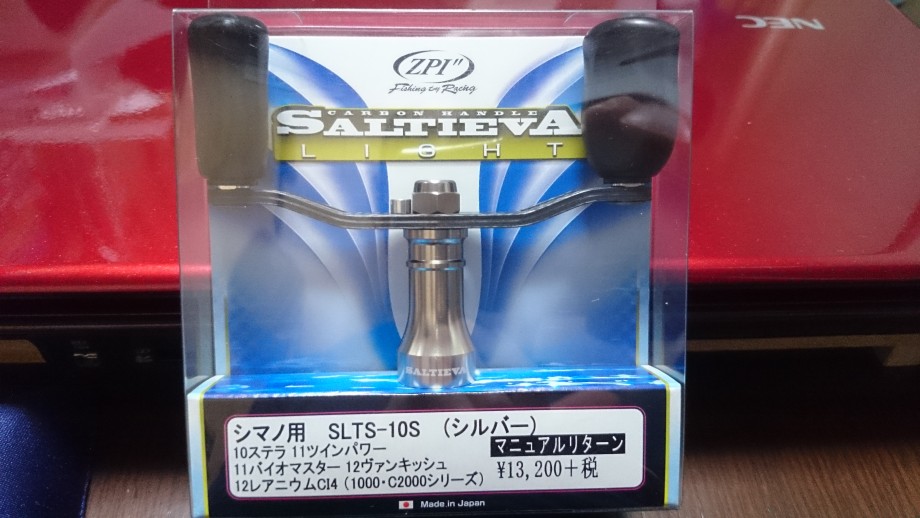 NEC
ZPI"
Fishing by Racing
CARBON HANDLE
SALTIEVA
LIGHT
SALTIEVA
シマノ用 SLTS-10S (シルバー)
10ステラ 11ツインパワー
マニュアルリターン
11バイオマスター 12ヴァンキッシュ
¥13,200+税
12レアニウムCI4 (1000・C2000シリーズ)
Made in Japan